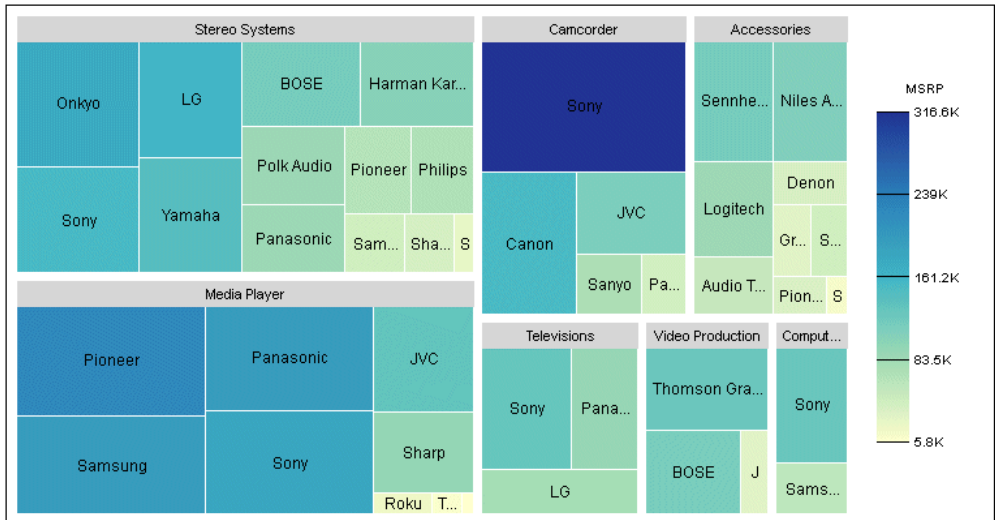 Stereo Systems
Onkyo
LG
BOSE
Harman Kar...
Sony
Yamaha
Polk Audio
Pioneer
Philips
Panasonic
Sam...
Sha...
S
Camcorder
Sony
Canon
JVC
Sanyo
Pa...
Accessories
Sennhe...
Niles A...
Logitech
Denon
Gr...
S...
Audio T...
Pion...
S
Media Player
Pioneer
Panasonic
JVC
Samsung
Sony
Sharp
Roku
T...
Televisions
Sony
Pana...
LG
Video Production
Thomson Gra...
BOSE
J
Comput...
Sony
Sams...
MSRP
316.6K
239K
161.2K
83.5K
5.8K